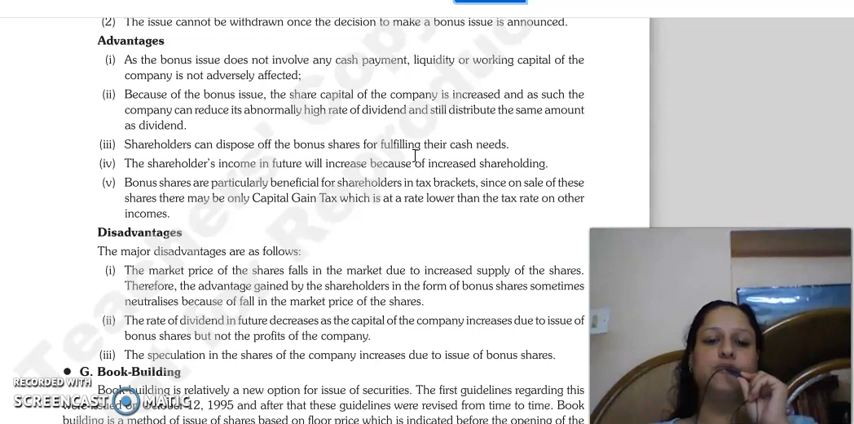 (2) The issue cannot be withdrawn once the decision to make a bonus issue is announced.
Advantages
(i) As the bonus issue does not involve any cash payment, liquidity or working capital of the
company is not adversely affected;
(ii) Because of the bonus issue, the share capital of the company is increased and as such the
company can reduce its abnormally high rate of dividend and still distribute the same amount
as dividend.
(iii) Shareholders can dispose off the bonus shares for fulfilling their cash needs.
(iv) The shareholder's income in future will increase because of increased shareholding.
(v) Bonus shares are particularly beneficial for shareholders in tax brackets, since on sale of these
shares there may be only Capital Gain Tax which is at a rate lower than the tax rate on other
incomes.
Disadvantages
The major disadvantages are as follows:
(i) The market price of the shares falls in the market due to increased supply of the shares.
Therefore, the advantage gained by the shareholders in the form of bonus shares sometimes
neutralises because of fall in the market price of the shares.
(ii) The rate of dividend in future decreases as the capital of the company increases due to issue of
bonus shares but not the profits of the company.
(iii) The speculation in the shares of the company increases due to issue of bonus shares.
● G. Book-Building
Book-building is relatively a new option for issue of securities. The first guidelines regarding this
were issued on October 12, 1995 and after that these guidelines were revised from time to time. Book
building is a method of issue of shares based on floor price which is indicated before the opening of the
Teachers' Copy
RECORDED WITH
SCREENCAST MATIC